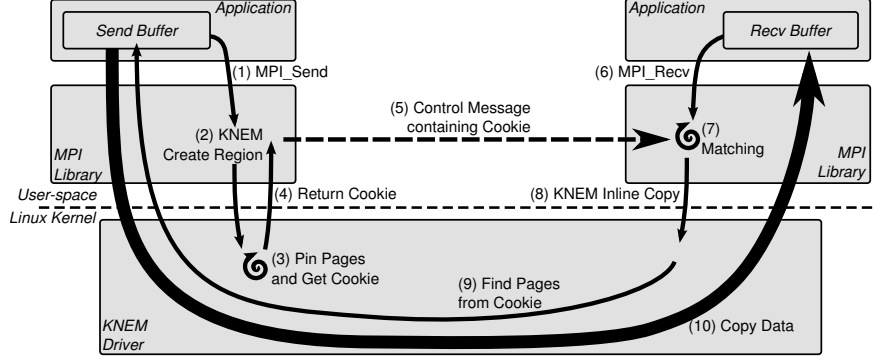 Application
Application
Send Buffer
Recv Buffer
(1) MPI_Send
(6) MPI_Recv
(5) Control Message
containing Cookie
(2) KNEM
Create Region
(7)
Matching
MPI
Library
MPI
Library
User-space
(4) Return Cookie
(8) KNEM Inline Copy
Linux Kernel
(3) Pin Pages
and Get Cookie
(9) Find Pages
from Cookie
KNEM
Driver
(10) Copy Data